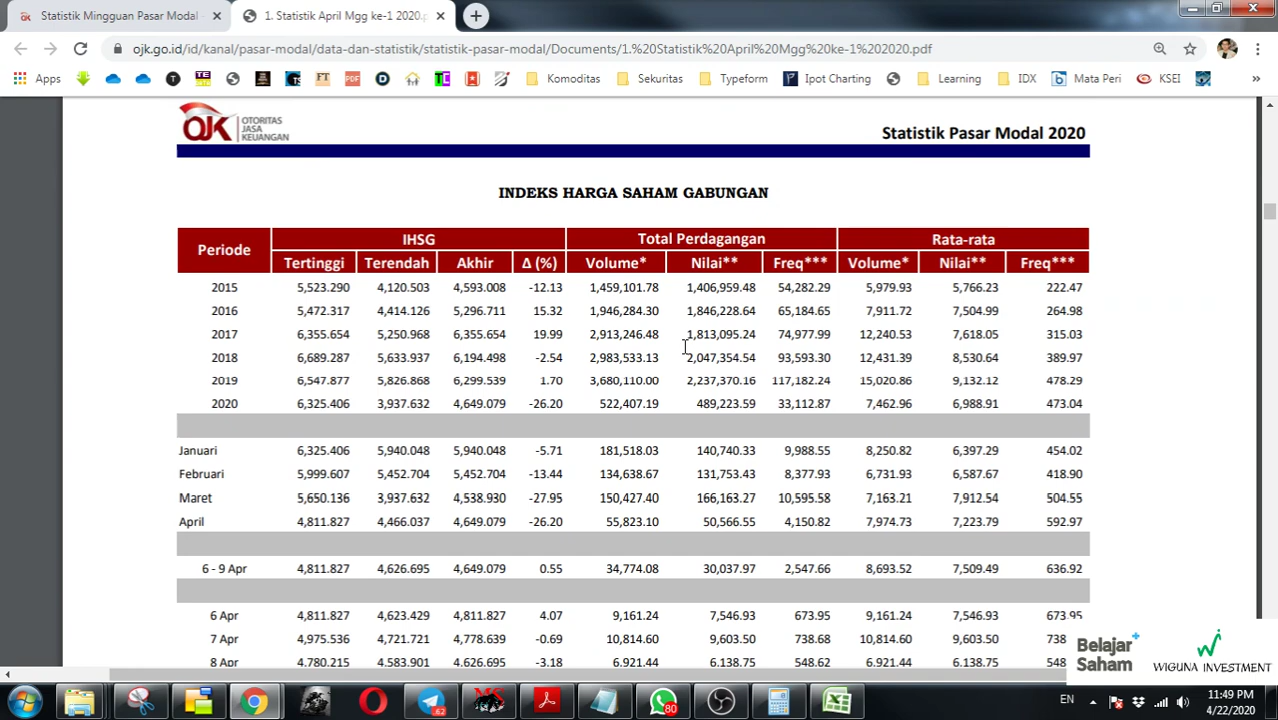 Statistik Mingguan Pasar Modal
1. Statistik April Mgg ke-1 2020.p
ojk.go.id/id/kanal/pasar-modal/data-dan-statistik/statistik-pasar-modal/Documents/1.%20Statistik%20April%20Mgg%20ke-1%202020.pdf
Apps T TE FT PDF D TC Komoditas Sekuritas Typeform Ipot Charting Learning IDX Mata Peri KSEI »
OJK OTORITAS JASA KEUANGAN
Statistik Pasar Modal 2020
INDEKS HARGA SAHAM GABUNGAN
Periode IHSG Total Perdagangan Rata-rata
Tertinggi Terendah Akhir Δ (%) Volume* Nilai** Freq*** Volume* Nilai** Freq***
2015 5,523.290 4,120.503 4,593.008 -12.13 1,459,101.78 1,406,959.48 54,282.29 5,979.93 5,766.23 222.47
2016 5,472.317 4,414.126 5,296.711 15.32 1,946,284.30 1,846,228.64 65,184.65 7,911.72 7,504.99 264.98
2017 6,355.654 5,250.968 6,355.654 19.99 2,913,246.48 1,813,095.24 74,977.99 12,240.53 7,618.05 315.03
2018 6,689.287 5,633.937 6,194.498 -2.54 2,983,533.13 2,047,354.54 93,593.30 12,431.39 8,530.64 389.97
2019 6,547.877 5,826.868 6,299.539 1.70 3,680,110.00 2,237,370.16 117,182.24 15,020.86 9,132.12 478.29
2020 6,325.406 3,937.632 4,649.079 -26.20 522,407.19 489,223.59 33,112.87 7,462.96 6,988.91 473.04
Januari 6,325.406 5,940.048 5,940.048 -5.71 181,518.03 140,740.33 9,988.55 8,250.82 6,397.29 454.02
Februari 5,999.607 5,452.704 5,452.704 -13.44 134,638.67 131,753.43 8,377.93 6,731.93 6,587.67 418.90
Maret 5,650.136 3,937.632 4,538.930 -27.95 150,427.40 166,163.27 10,595.58 7,163.21 7,912.54 504.55
April 4,811.827 4,466.037 4,649.079 -26.20 55,823.10 50,566.55 4,150.82 7,974.73 7,223.79 592.97
6 - 9 Apr 4,811.827 4,626.695 4,649.079 0.55 34,774.08 30,037.97 2,547.66 8,693.52 7,509.49 636.92
6 Apr 4,811.827 4,623.429 4,811.827 4.07 9,161.24 7,546.93 673.95 9,161.24 7,546.93 673.95
7 Apr 4,975.536 4,721.721 4,778.639 -0.69 10,814.60 9,603.50 738.68 10,814.60 9,603.50 738
8 Apr 4.780.215 4.583.901 4.626.695 -3.18 6.921.44 6.138.75 548.62 6.921.44 6.138.75 548
Belajar+ Saham
WIGUNA INVESTMENT
62
80
EN
11:49 PM
4/22/2020